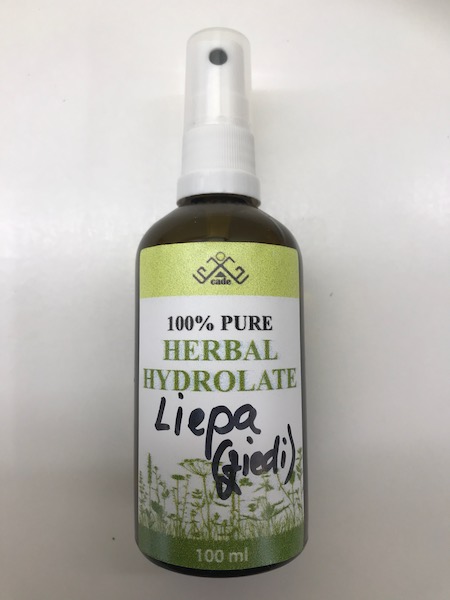 cade
100% PURE
HERBAL
HYDROLATE
Liepa
(ziedi)
100 ml